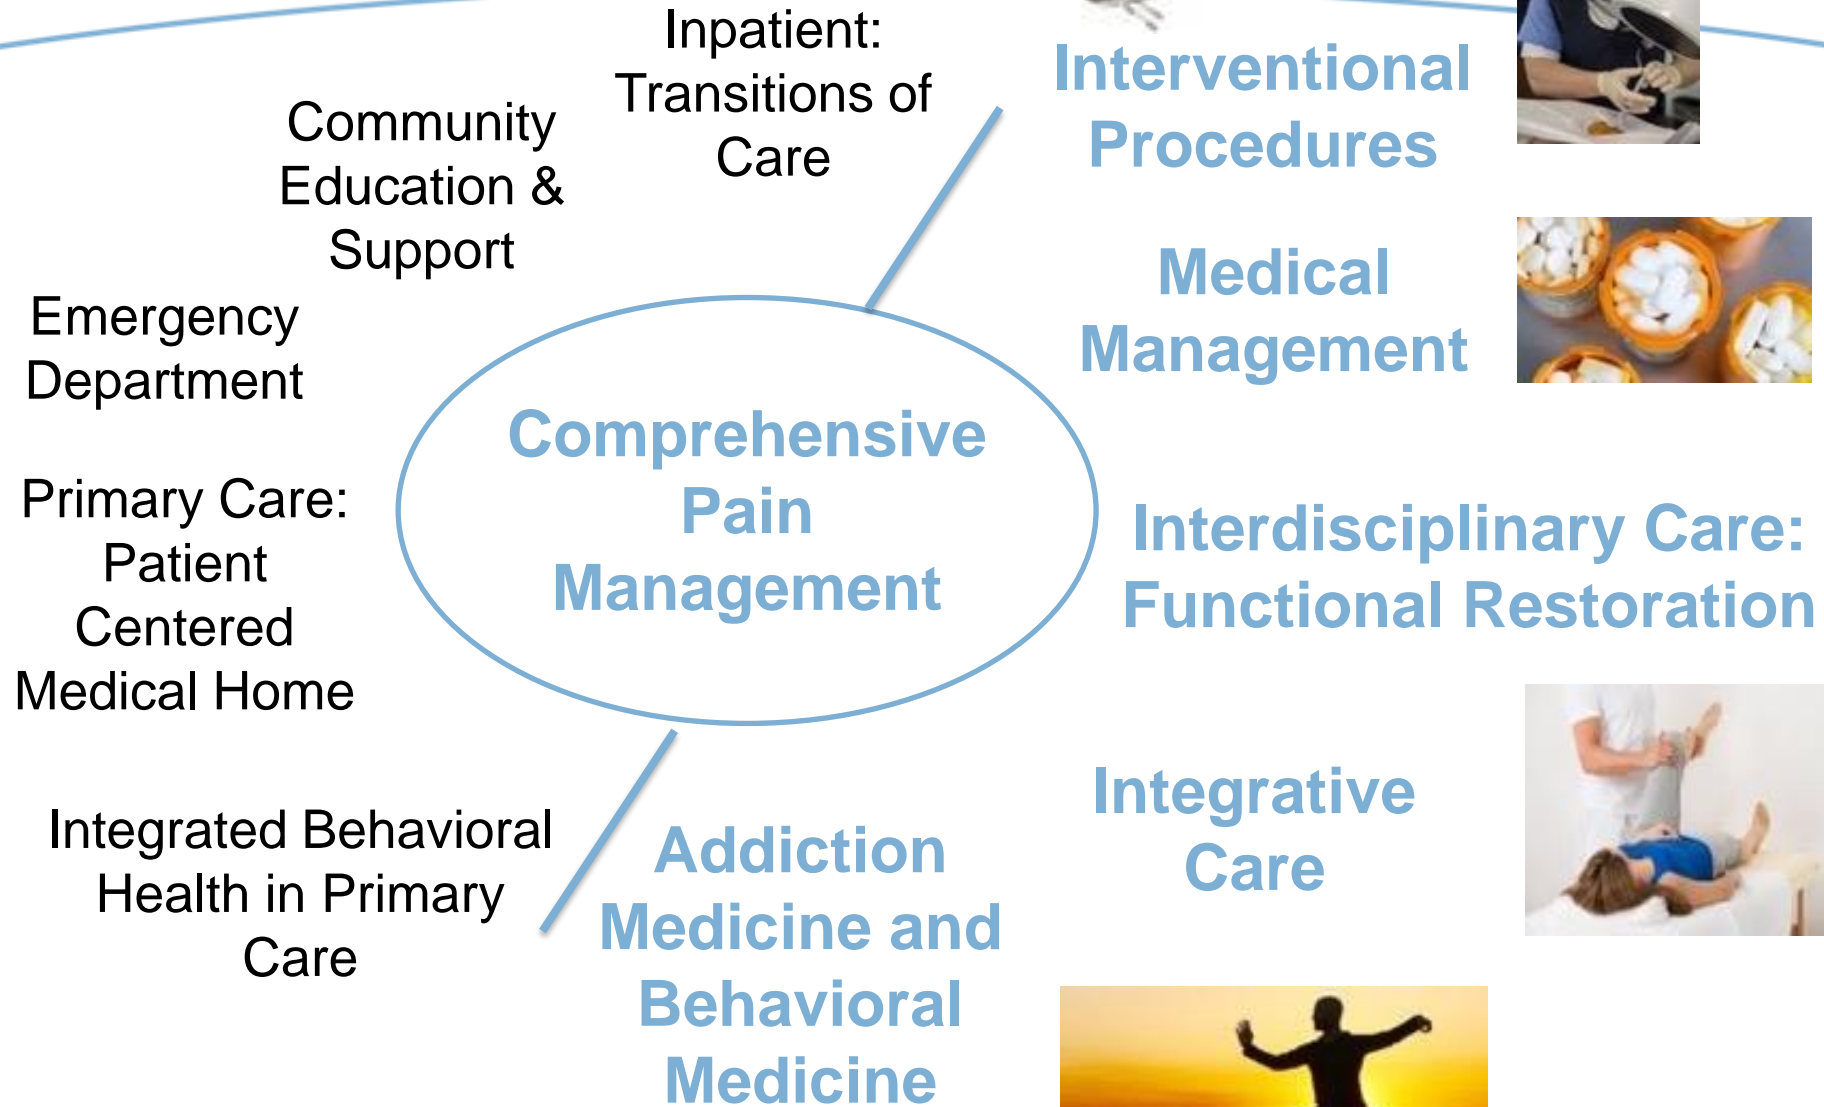 Inpatient:
Transitions of
Care
Community
Education &
Support
Emergency
Department
Primary Care:
Patient
Centered
Medical Home
Integrated Behavioral
Health in Primary
Care
Comprehensive
Pain
Management
Interventional
Procedures
Medical
Management
Interdisciplinary Care:
Functional Restoration
Integrative
Care
Addiction
Medicine and
Behavioral
Medicine